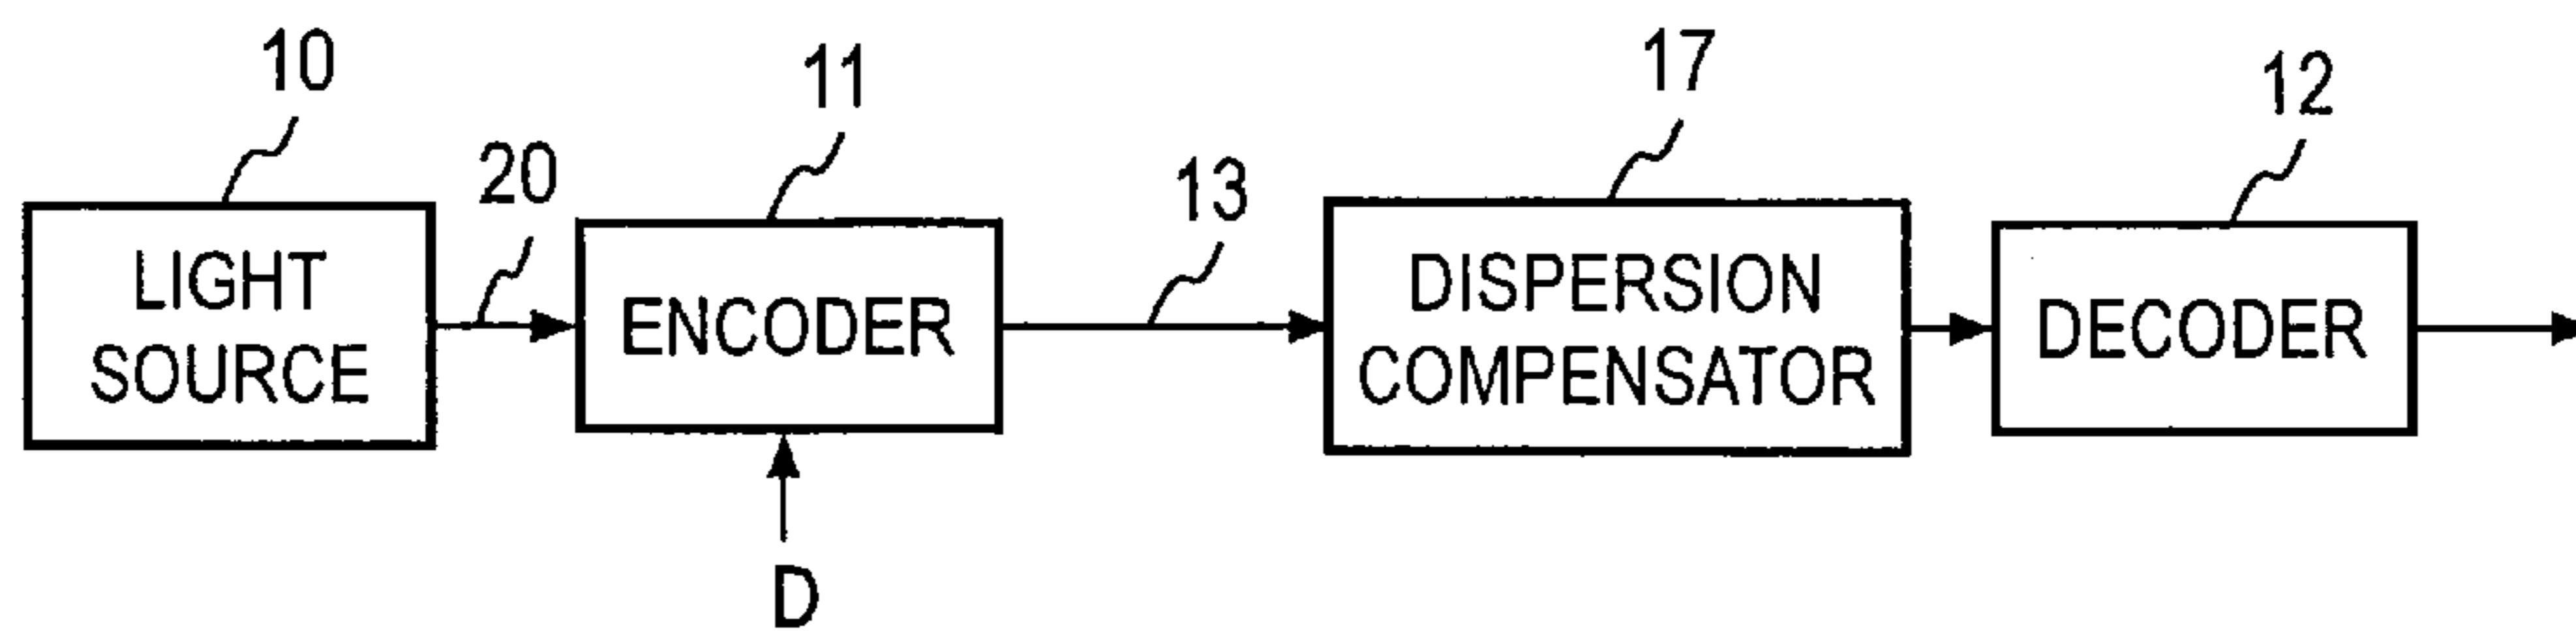 10
11
17
12
20
13
LIGHT
SOURCE
ENCODER
DISPERSION
COMPENSATOR
DECODER
D